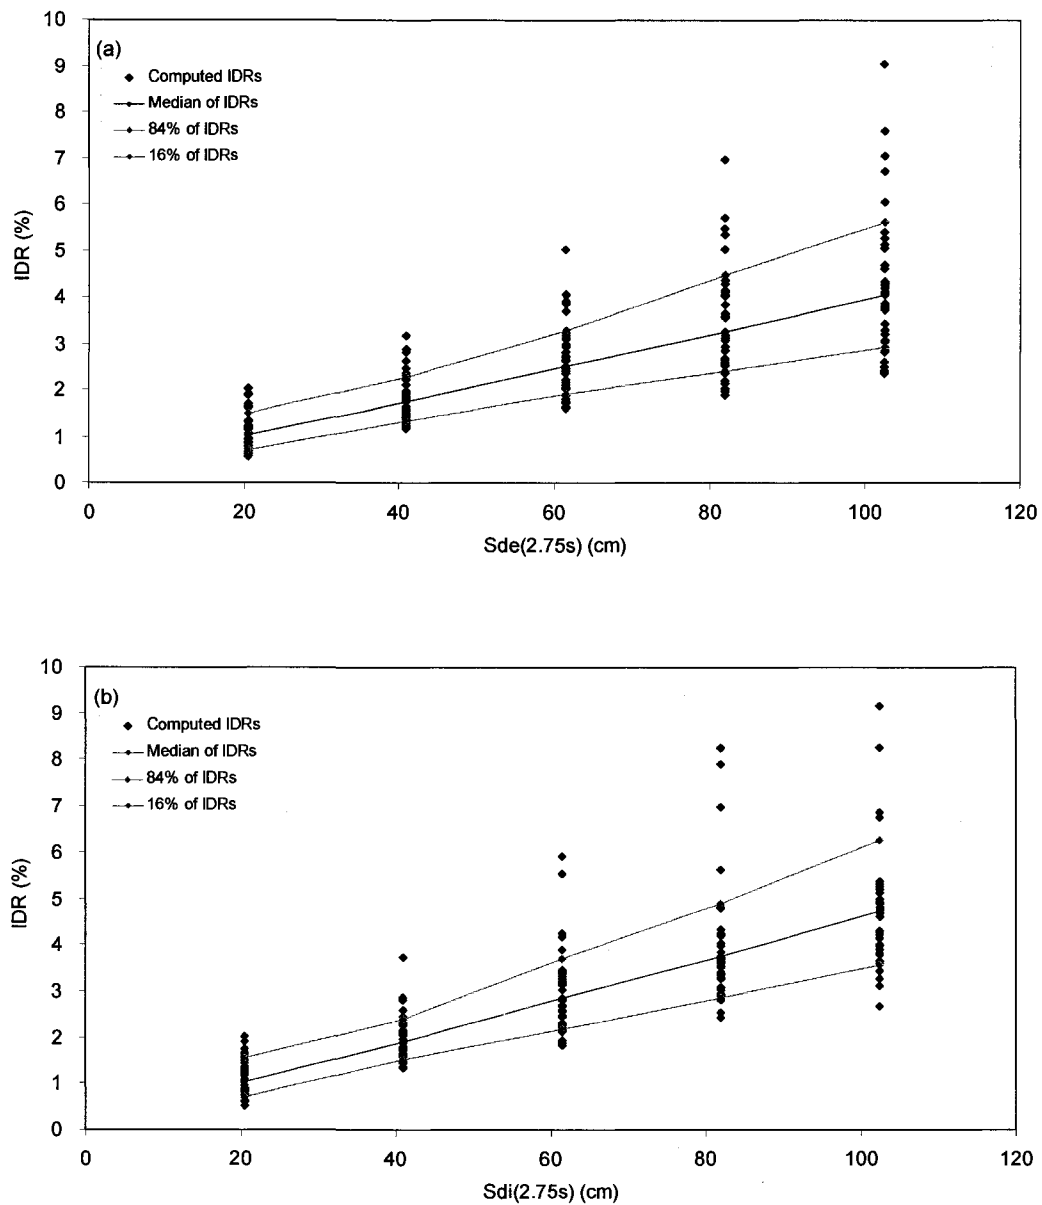 10
(a)
9
Computed IDRs
8
Median of IDRs
84% of IDRs
7
16% of IDRs
6
IDR (%)
5
4
3
2
1
0
0 20 40 60 80 100 120
Sde(2.75s) (cm)
10
(b)
9
Computed IDRs
Median of IDRs
8
84% of IDRs
7
16% of IDRs
6
IDR (%)
5
4
3
2
1
0
0 20 40 60 80 100 120
Sdi(2.75s) (cm)